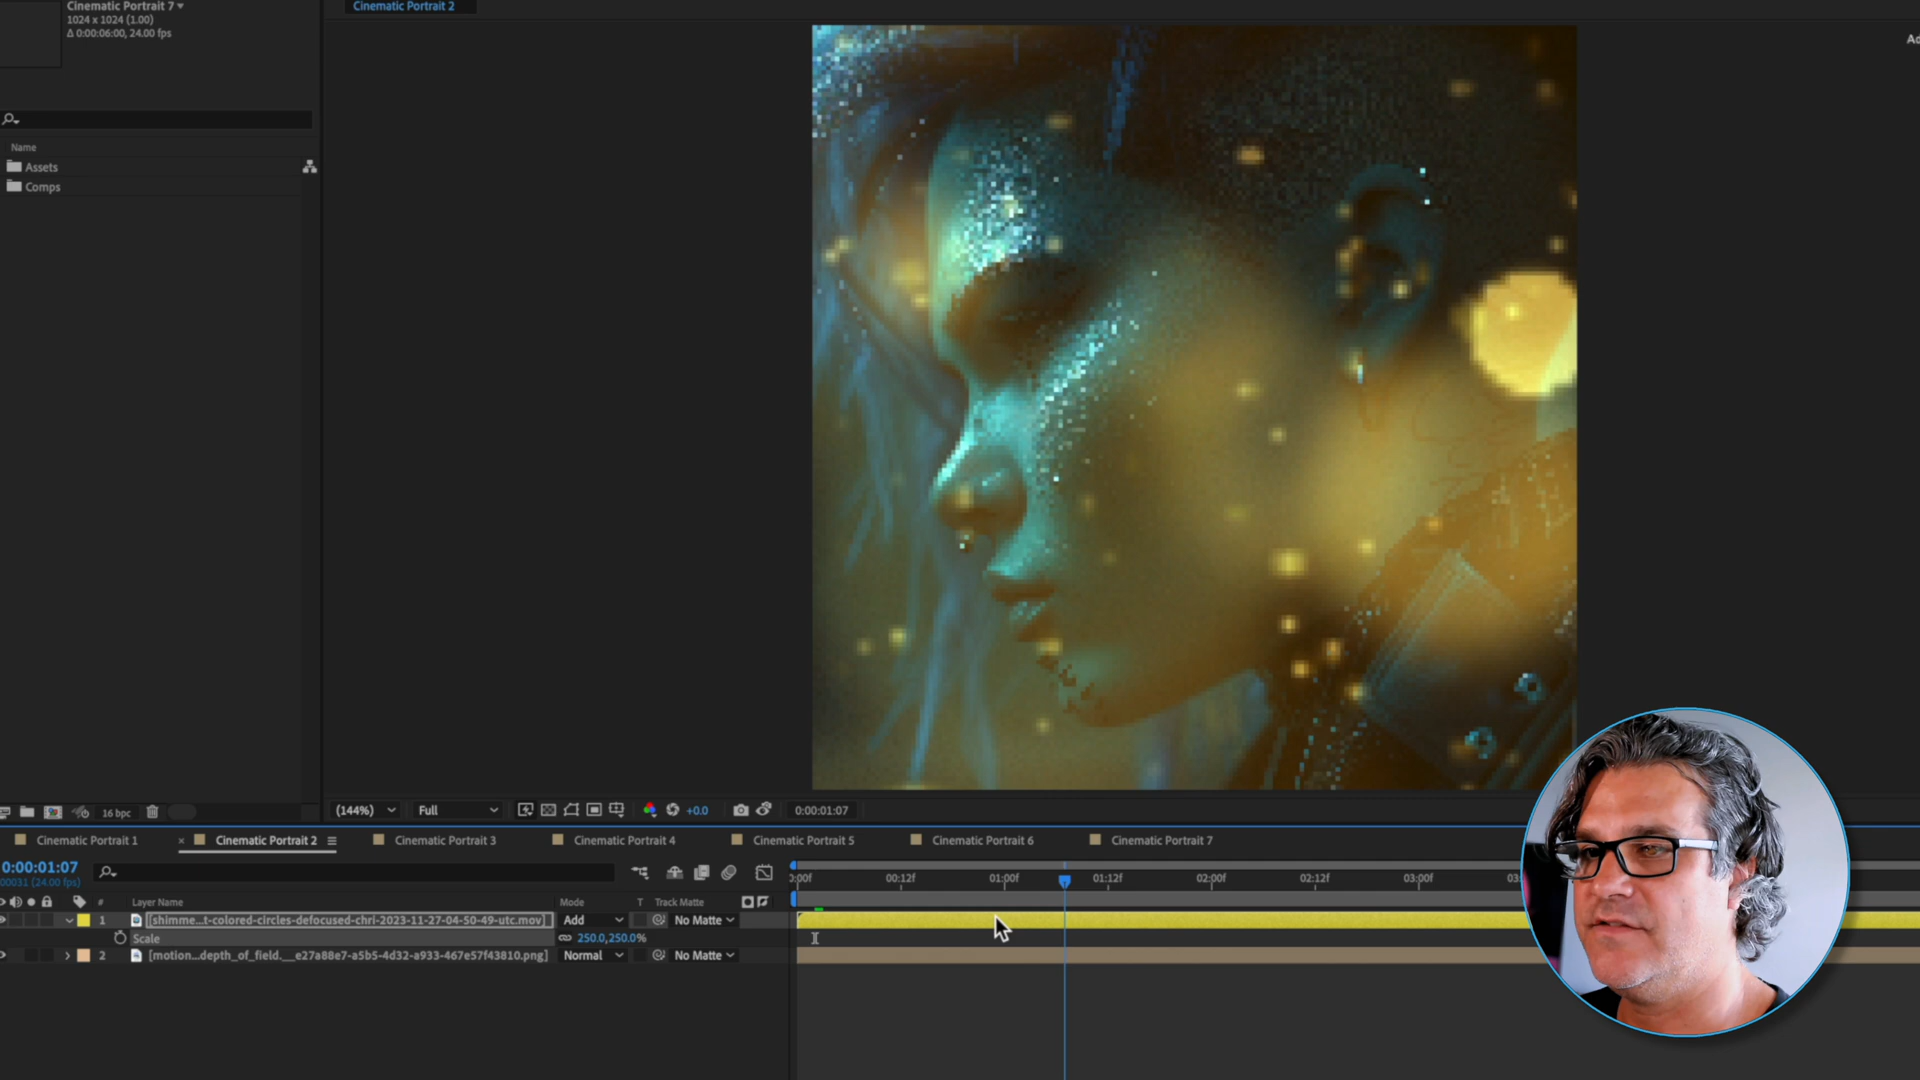 Cinematic Portrait 7
1024 x 1024 (1.00)
Δ 0:00:06:00, 24.00 fps
Cinematic Portrait 2
Name
Assets
Comps
16 bpc
(144%) Full +0.0 0:00:01:07
Cinematic Portrait 1 × Cinematic Portrait 2 Cinematic Portrait 3 Cinematic Portrait 4 Cinematic Portrait 5 Cinematic Portrait 6 Cinematic Portrait 7
0:00:01:07
00031 (24.00 fps)
:00f 00:12f 01:00f 01:12f 02:00f 02:12f 03:00f
# Layer Name Mode T Track Matte
1 [shimme...t-colored-circles-defocused-chri-2023-11-27-04-50-49-utc.mov] Add No Matte
Scale 250.0,250.0%
2 [motion...depth_of_field.__e27a88e7-a5b5-4d32-a933-467e57f43810.png] Normal No Matte